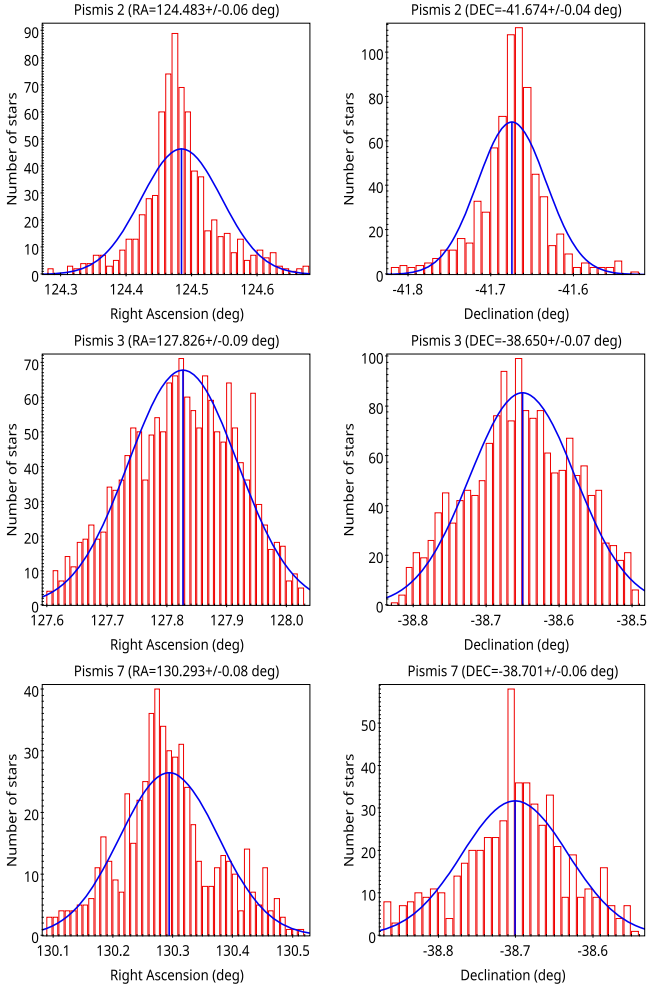 Pismis 2 (RA=124.483+/-0.06 deg)
Number of stars
90
80
70
60
50
40
30
20
10
0
124.3 124.4 124.5 124.6
Right Ascension (deg)
Pismis 2 (DEC=-41.674+/-0.04 deg)
Number of stars
100
80
60
40
20
0
-41.8 -41.7 -41.6
Declination (deg)
Pismis 3 (RA=127.826+/-0.09 deg)
Number of stars
70
60
50
40
30
20
10
0
127.6 127.7 127.8 127.9 128.0
Right Ascension (deg)
Pismis 3 (DEC=-38.650+/-0.07 deg)
Number of stars
100
80
60
40
20
0
-38.8 -38.7 -38.6 -38.5
Declination (deg)
Pismis 7 (RA=130.293+/-0.08 deg)
Number of stars
40
30
20
10
0
130.1 130.2 130.3 130.4 130.5
Right Ascension (deg)
Pismis 7 (DEC=-38.701+/-0.06 deg)
Number of stars
50
40
30
20
10
0
-38.8 -38.7 -38.6
Declination (deg)